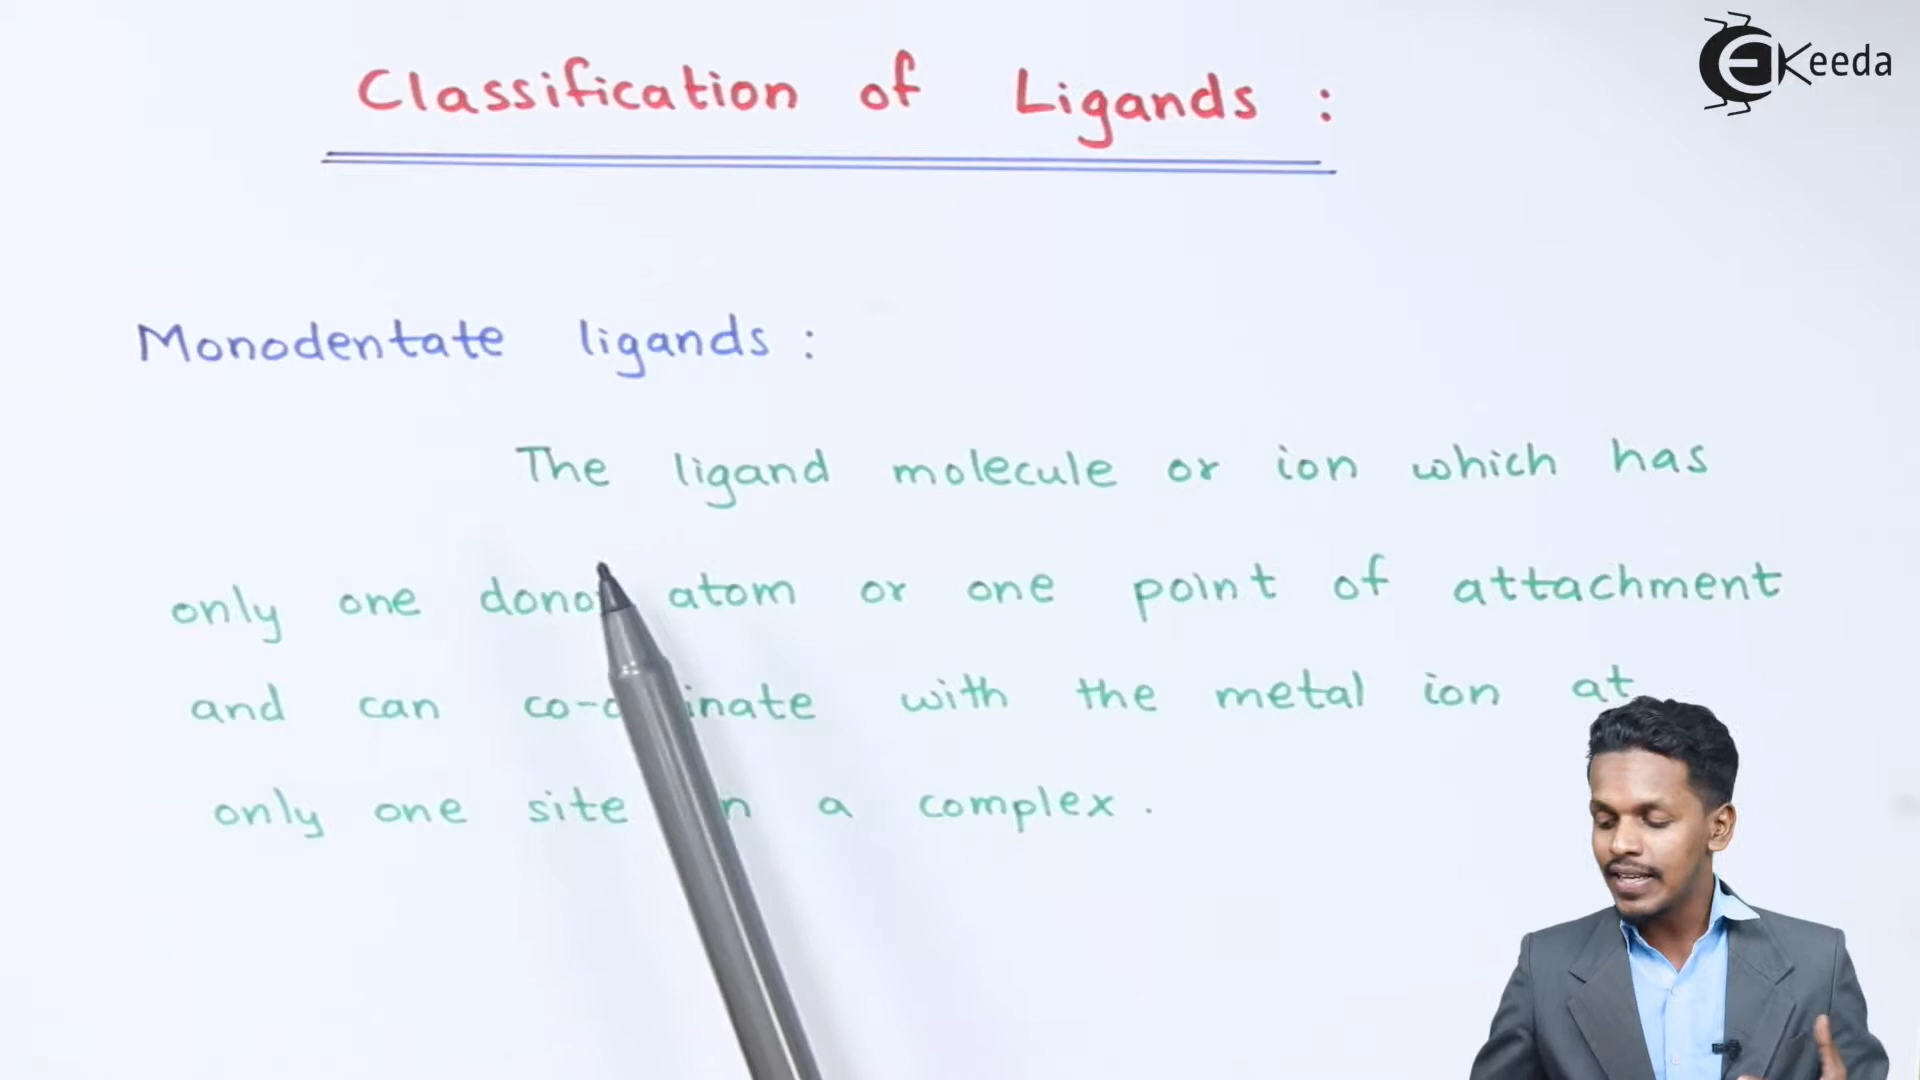 Classification of Ligands :
Keeda
Monodentate ligands :
The ligand molecule or ion which has
only one donor atom or one point of attachment
and can with the metal ion at
only one site a complex .